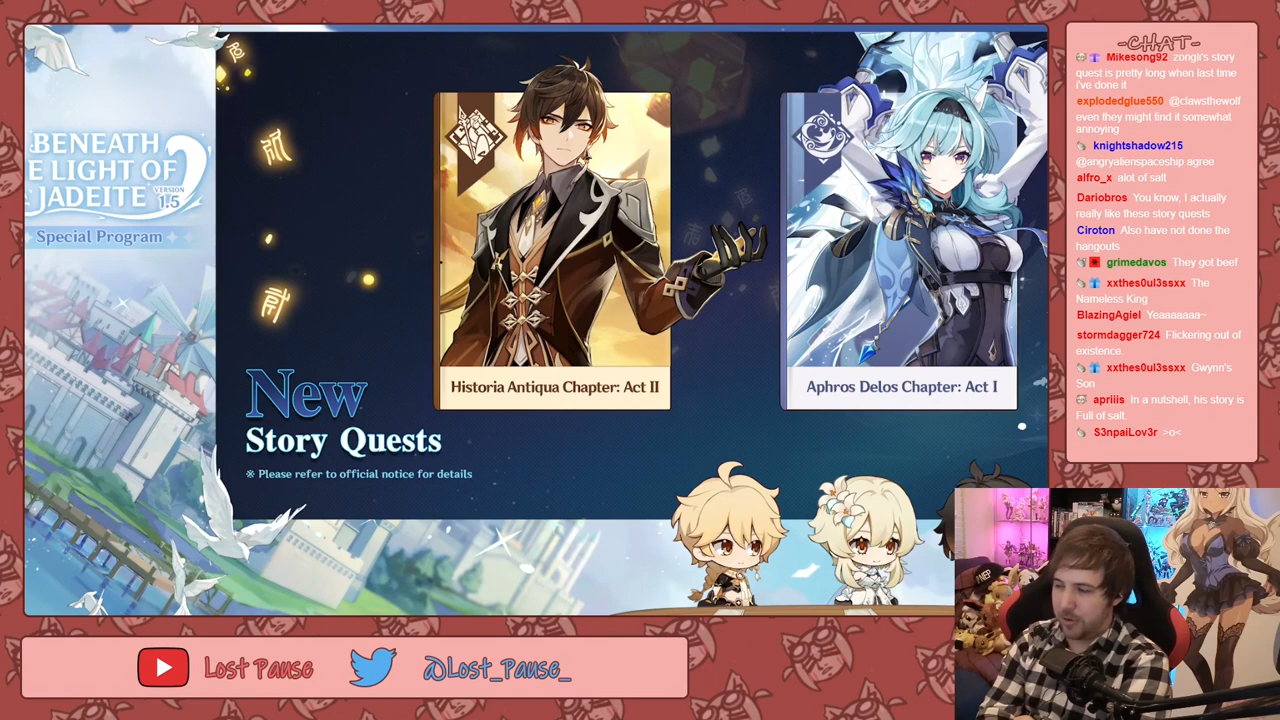 BENEATH
E LIGHT OF
JADEITE
VERSION
1.5
Special Program
Historia Antiqua Chapter: Act II
Aphros Delos Chapter: Act I
New
Story Quests
※ Please refer to official notice for details
-CHAT-
Mikesong92 zongli's story
quest is pretty long when last time
i've done it
explodedglue550 @clawsthewolf
even they might find it somewhat
annoying
knightshadow215
@angryalienspaceship agree
alfro_x alot of salt
Dariobros You know, I actually
really like these story quests
Ciroton Also have not done the
hangouts
grimedavos They got beef
xxthes0ul3ssxx The
Nameless King
BlazingAgiel Yeaaaaaaa~
stormdagger724 Flickering out of
existence.
xxthes0ul3ssxx Gwynn's
Son
apriiis In a nutshell, his story is
Full of salt.
S3npaiLov3r >o<
Lost Pause
@Lost_Pause_
NEP